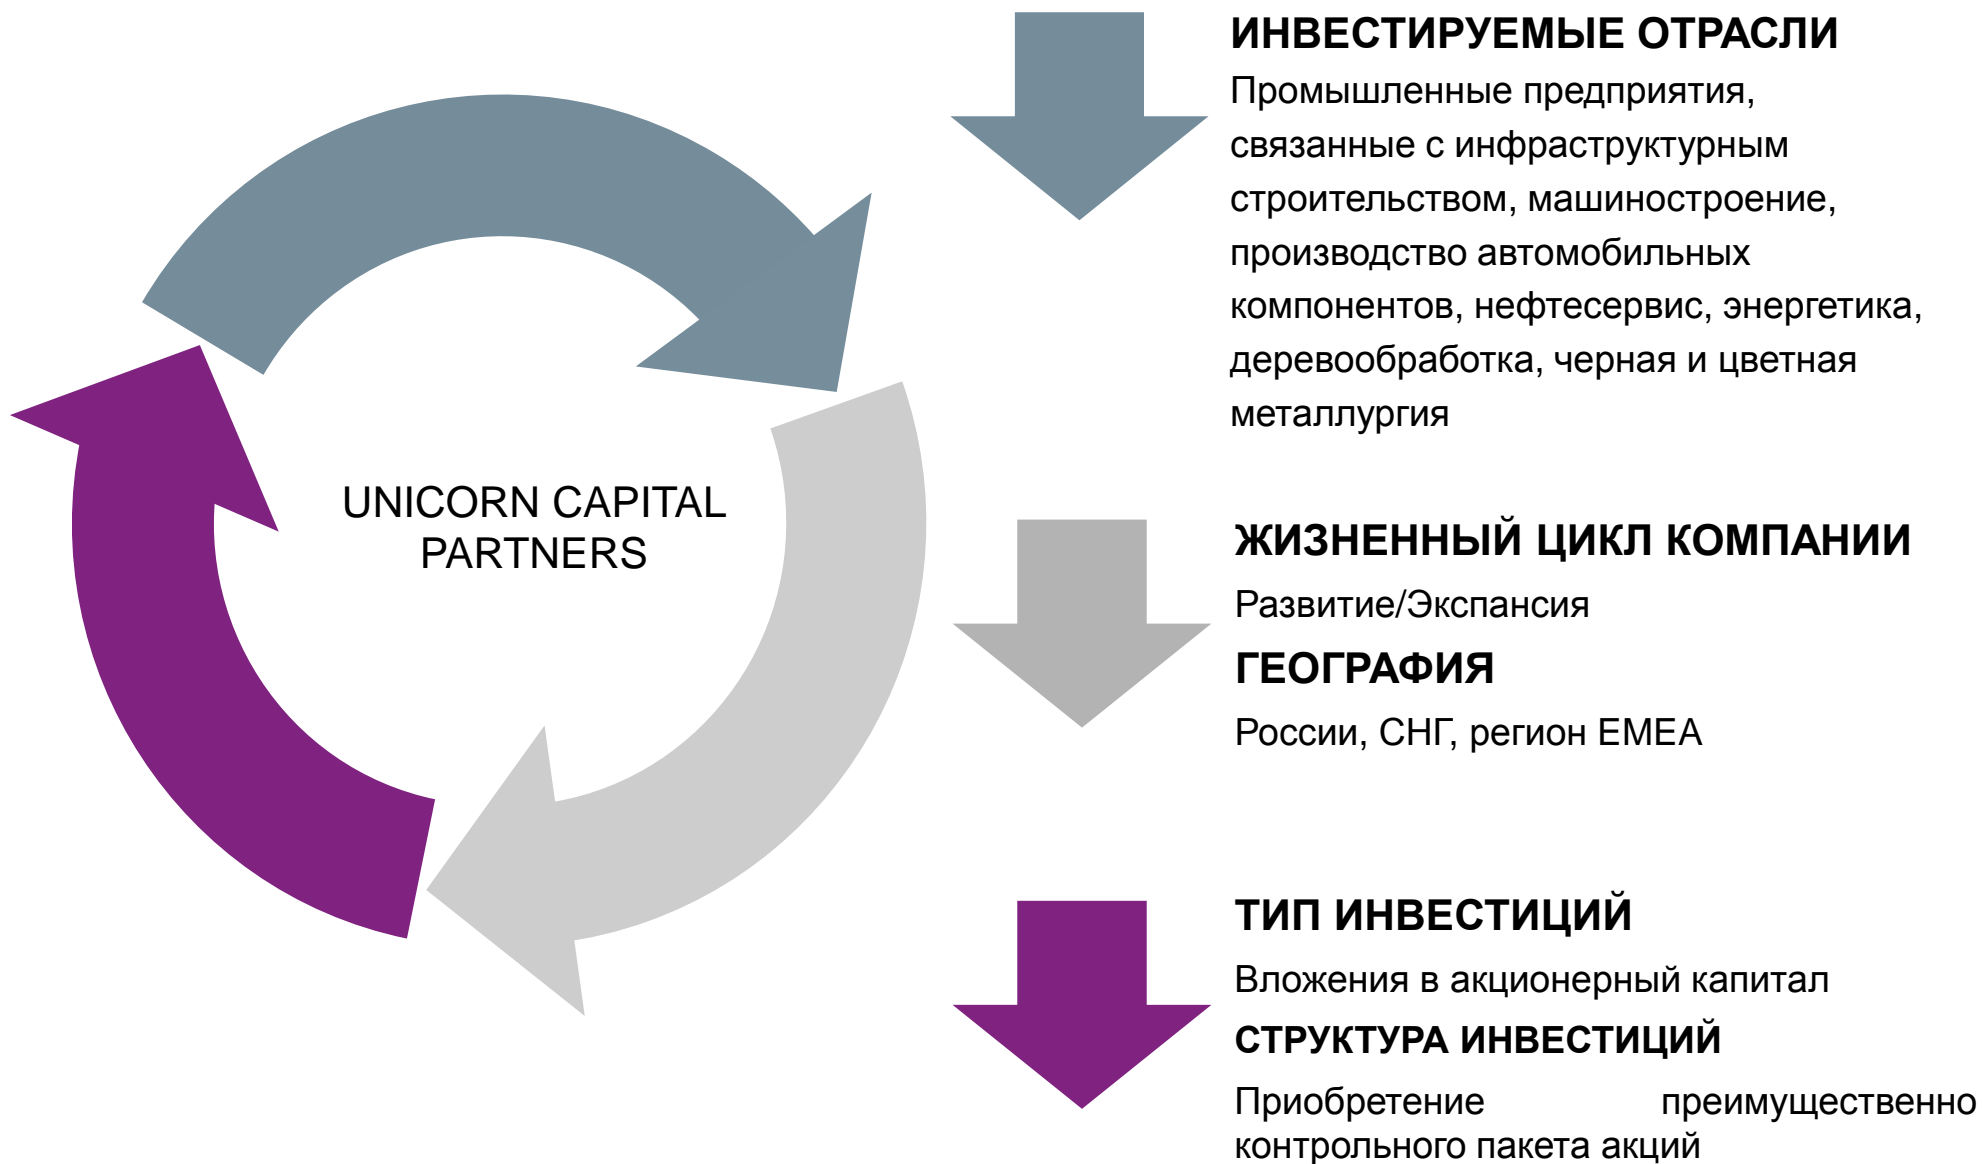 UNICORN CAPITAL
PARTNERS
ИНВЕСТИРУЕМЫЕ ОТРАСЛИ
Промышленные предприятия,
связанные с инфраструктурным
строительством, машиностроение,
производство автомобильных
компонентов, нефтесервис, энергетика,
деревообработка, черная и цветная
металлургия
ЖИЗНЕННЫЙ ЦИКЛ КОМПАНИИ
Развитие/Экспансия
ГЕОГРАФИЯ
России, СНГ, регион EMEA
ТИП ИНВЕСТИЦИЙ
Вложения в акционерный капитал
СТРУКТУРА ИНВЕСТИЦИЙ
Приобретение преимущественно
контрольного пакета акций